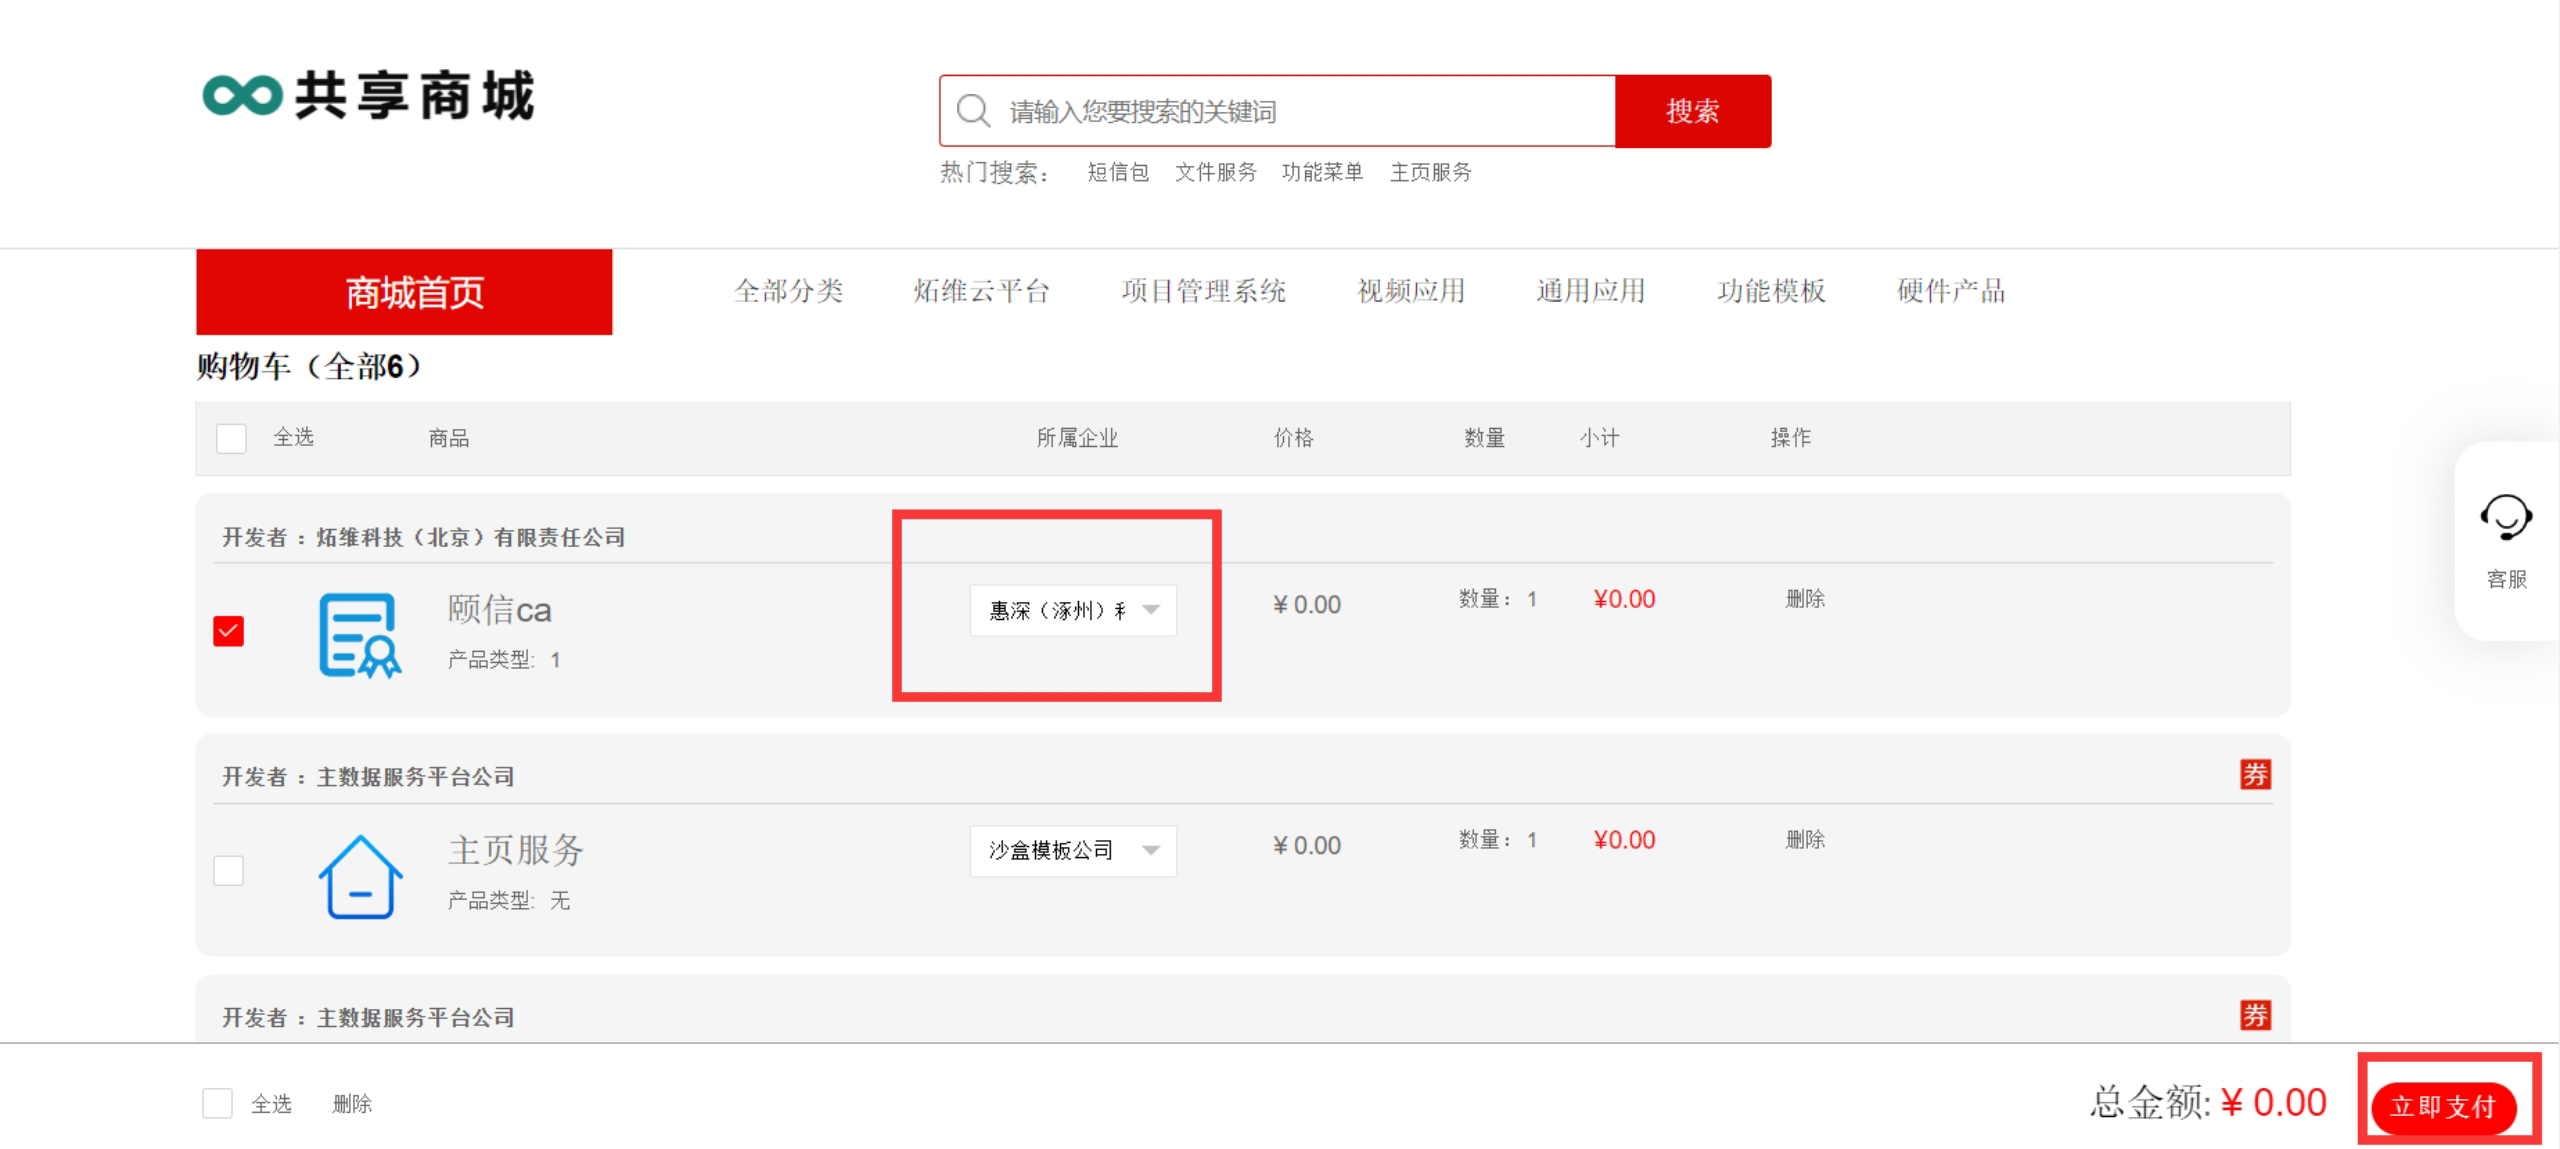 共享商城
请输入您要搜索的关键词 搜索
热门搜索： 短信包 文件服务 功能菜单 主页服务
商城首页 全部分类 炻维云平台 项目管理系统 视频应用 通用应用 功能模板 硬件产品
购物车（全部6）
全选 商品 所属企业 价格 数量 小计 操作
开发者 ：炻维科技（北京）有限责任公司
颐信ca 惠深（涿州）科 ¥ 0.00 数量： 1 ¥0.00 删除
产品类型: 1
开发者 ：主数据服务平台公司 券
主页服务 沙盒模板公司 ¥ 0.00 数量： 1 ¥0.00 删除
产品类型: 无
客服
开发者 ：主数据服务平台公司 券
全选 删除 总金额: ¥ 0.00 立即支付